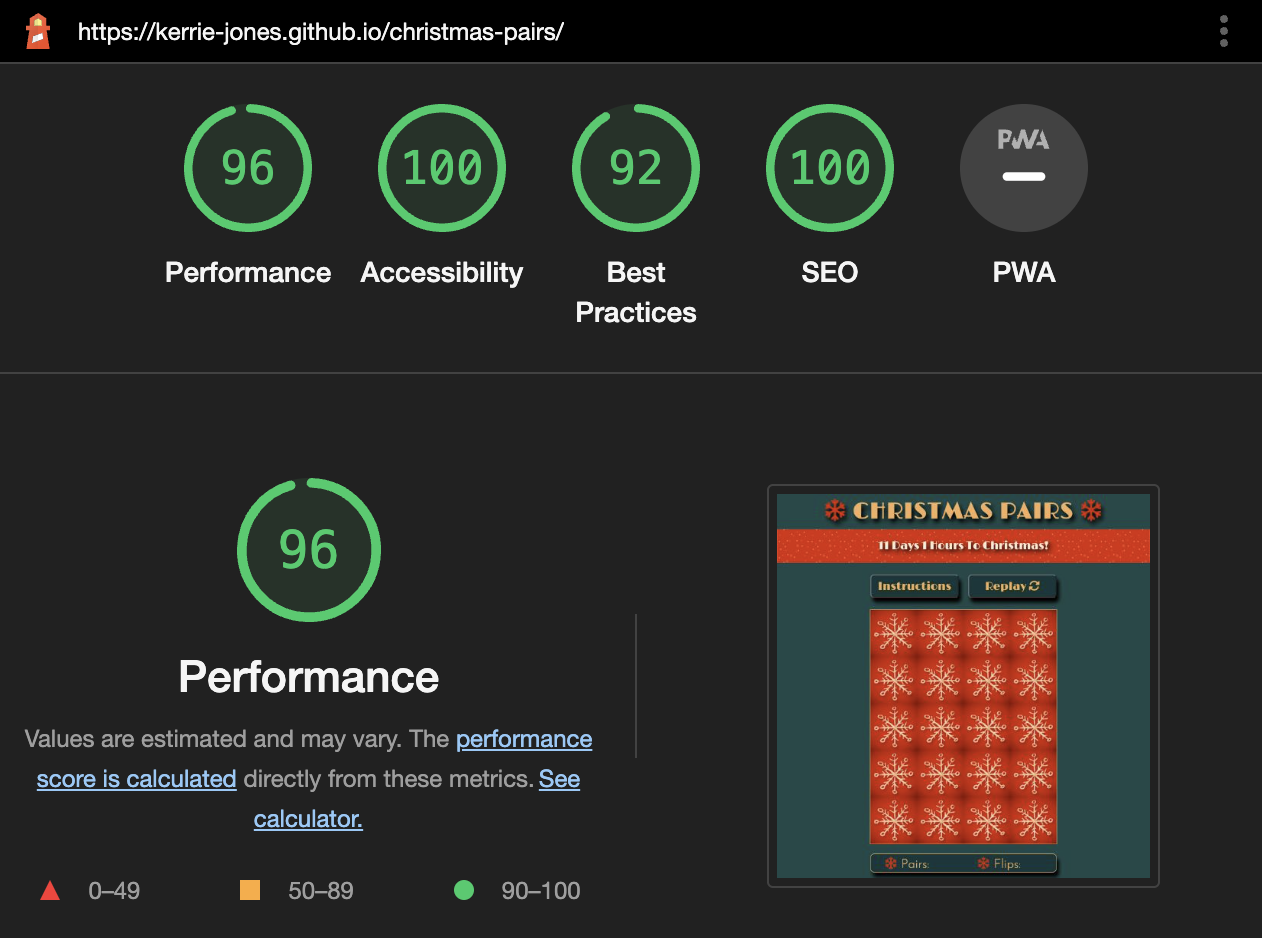 https://kerrie-jones.github.io/christmas-pairs/
96
100
92
100
PWA
Performance
Accessibility
Best
Practices
SEO
PWA
96
Performance
Values are estimated and may vary. The performance
score is calculated directly from these metrics. See
calculator.
0–49
50–89
90–100
CHRISTMAS PAIRS
11 Days 1 Hours To Christmas!
Instructions
Replay
Pairs:
Flips: